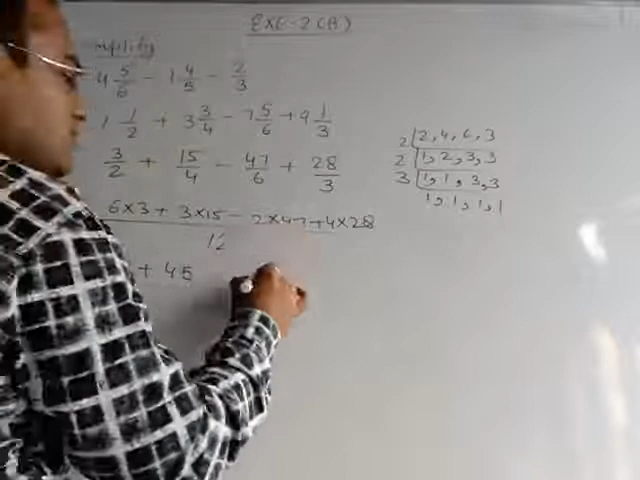 EXE-2(B)
mplify
4 5/6 - 1 4/5 - 2/3
1 1/2 + 3 3/4 - 7 5/6 + 9 1/3
3/2 + 15/4 - 47/6 + 28/3
6×3 + 3×15 - 2×47 + 4×28
12
+ 45
2 | 2, 4, 6, 3
2 | 1, 2, 3, 3
3 | 1, 1, 3, 3
1, 1, 1, 1